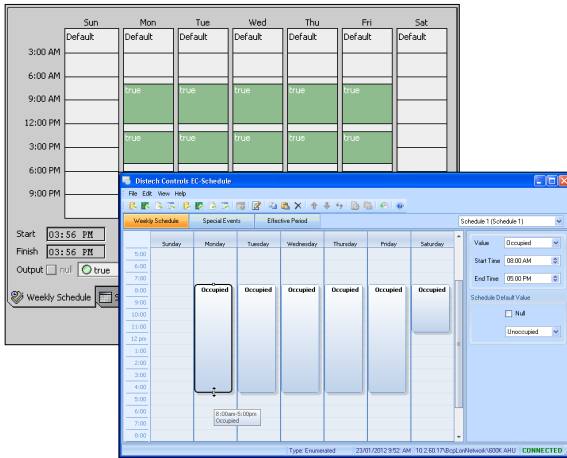 Sun Mon Tue Wed Thu Fri Sat
Default Default Default Default Default Default Default
3:00 AM
6:00 AM
9:00 AM
true true true true true
12:00 PM
3:00 PM
true true true true true
6:00 PM
9:00 PM
Start 03:56 PM
Finish 03:56 PM
Output null true
Weekly Schedule S
Distech Controls EC-Schedule
File Edit View Help
Weekly Schedule Special Events Effective Period Schedule 1 (Schedule 1)
Sunday Monday Tuesday Wednesday Thursday Friday Saturday
5:00
6:00
7:00
8:00
9:00
10:00
11:00
12 pm
1:00
2:00
3:00
4:00
5:00
6:00
7:00
8:00
Occupied Occupied Occupied Occupied Occupied Occupied
8:00am-5:00pm
Occupied
Value Occupied
Start Time 08:00 AM
End Time 05:00 PM
Schedule Default Value
Null
Unoccupied
Type: Enumerated 23/01/2012 9:52 AM 10.2.60.17\BcpLonNetwork\600K AHU CONNECTED